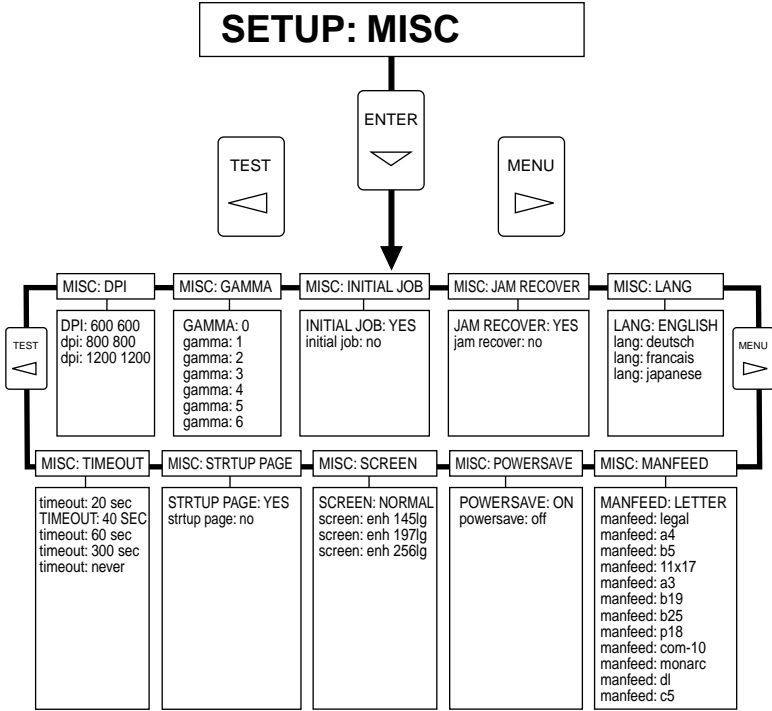 SETUP: MISC
ENTER
TEST
MENU
MISC: DPI
MISC: GAMMA
MISC: INITIAL JOB
MISC: JAM RECOVER
MISC: LANG
TEST
DPI: 600 600
dpi: 800 800
dpi: 1200 1200
GAMMA: 0
gamma: 1
gamma: 2
gamma: 3
gamma: 4
gamma: 5
gamma: 6
INITIAL JOB: YES
initial job: no
JAM RECOVER: YES
jam recover: no
LANG: ENGLISH
lang: deutsch
lang: francais
lang: japanese
MENU
MISC: TIMEOUT
MISC: STRTUP PAGE
MISC: SCREEN
MISC: POWERSAVE
MISC: MANFEED
timeout: 20 sec
TIMEOUT: 40 SEC
timeout: 60 sec
timeout: 300 sec
timeout: never
STRTUP PAGE: YES
strtup page: no
SCREEN: NORMAL
screen: enh 145lg
screen: enh 197lg
screen: enh 256lg
POWERSAVE: ON
powersave: off
MANFEED: LETTER
manfeed: legal
manfeed: a4
manfeed: b5
manfeed: 11x17
manfeed: a3
manfeed: b19
manfeed: b25
manfeed: p18
manfeed: com-10
manfeed: monarc
manfeed: dl
manfeed: c5